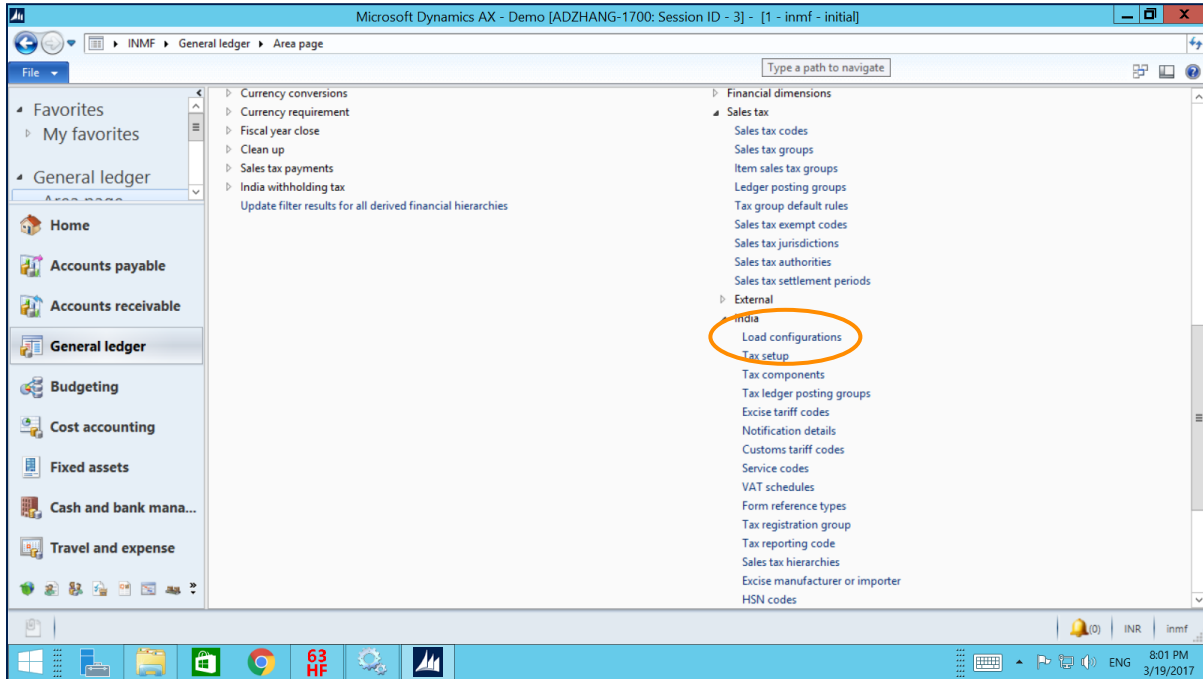 Microsoft Dynamics AX - Demo [ADZHANG-1700: Session ID - 3] - [1 - inmf - initial]
INMF General ledger Area page
File
Type a path to navigate
Favorites
My favorites
General ledger
Area page
Home
Accounts payable
Accounts receivable
General ledger
Budgeting
Cost accounting
Fixed assets
Cash and bank mana...
Travel and expense
Currency conversions
Currency requirement
Fiscal year close
Clean up
Sales tax payments
India withholding tax
Update filter results for all derived financial hierarchies
Financial dimensions
Sales tax
Sales tax codes
Sales tax groups
Item sales tax groups
Ledger posting groups
Tax group default rules
Sales tax exempt codes
Sales tax jurisdictions
Sales tax authorities
Sales tax settlement periods
External
India
Load configurations
Tax setup
Tax components
Tax ledger posting groups
Excise tariff codes
Notification details
Customs tariff codes
Service codes
VAT schedules
Form reference types
Tax registration group
Tax reporting code
Sales tax hierarchies
Excise manufacturer or importer
HSN codes
(0) INR inmf
63
HF
ENG
8:01 PM
3/19/2017